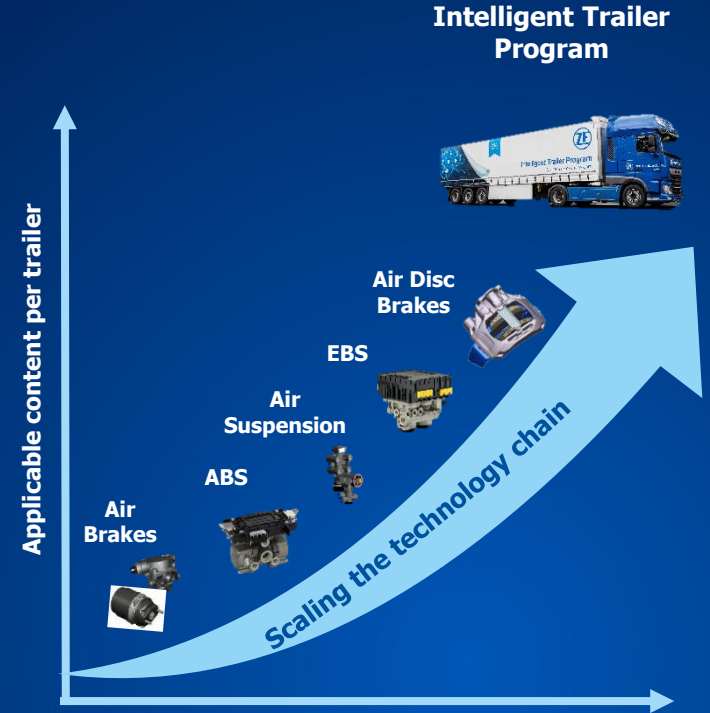 Intelligent Trailer
Program
ZF
Intelligent Trailer Program
Applicable content per trailer
Air Disc
Brakes
EBS
Air
Suspension
ABS
Air
Brakes
Scaling the technology chain